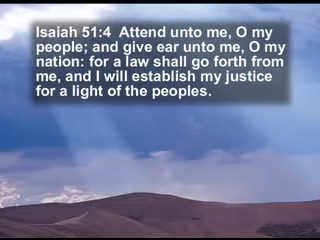 Isaiah 51:4  Attend unto me, O my
people; and give ear unto me, O my
nation: for a law shall go forth from
me, and I will establish my justice
for a light of the peoples.